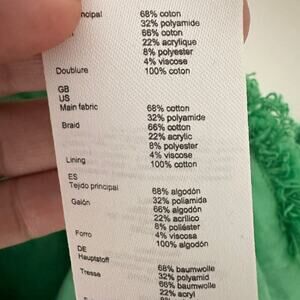 68% coton
32% polyamide
66% coton
22% acrylique
8% polyester
4% viscose
Doublure 100% coton
GB
US
Main fabric 68% cotton
32% polyamide
Braid 66% cotton
22% acrylic
8% polyester
4% viscose
Lining 100% cotton
ES
Tejido principal 68% algodón
32% poliamida
Galón 66% algodón
22% acrílico
8% poliéster
4% viscosa
Forro 100% algodón
DE
Hauptstoff 68% baumwolle
32% polyamid
Tresse 66% baumwolle
22% acryl